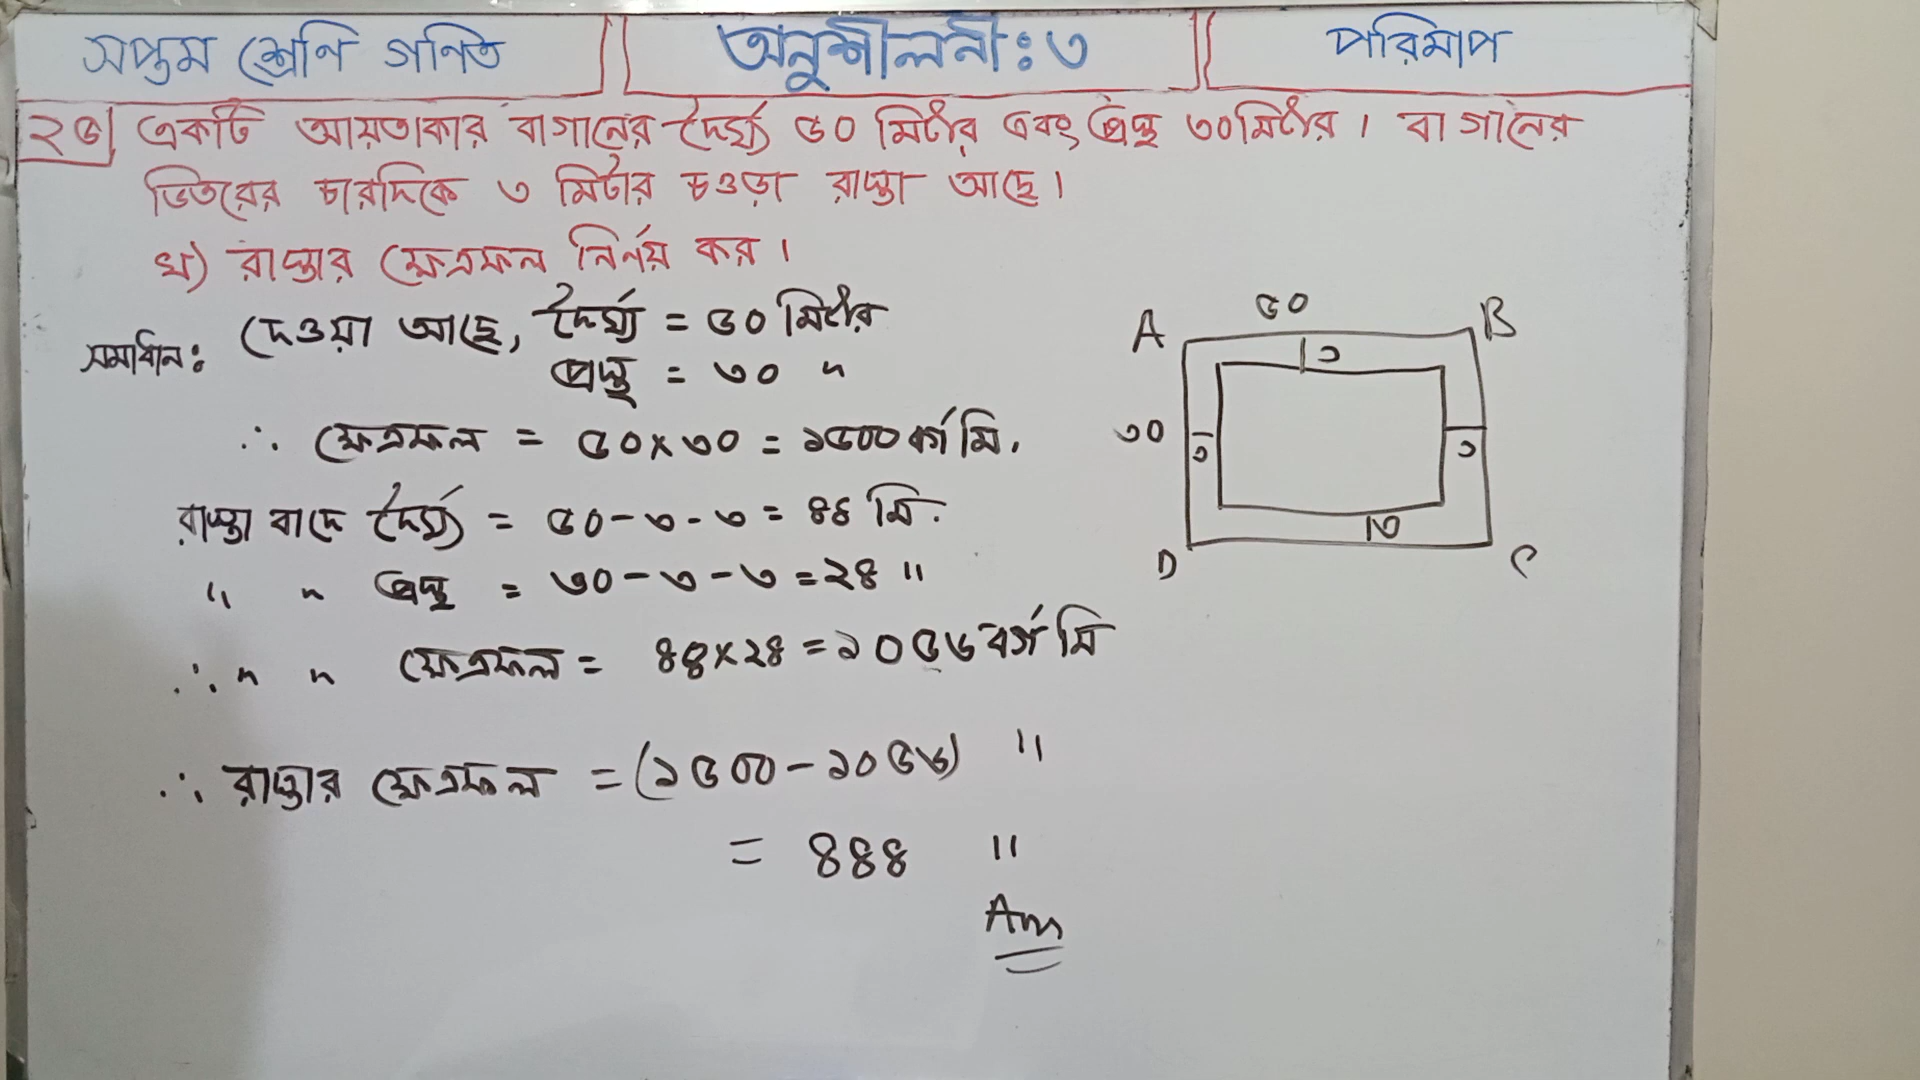 সপ্তম শ্রেণি গণিত
অনুশীলনী: ৩
পরিমাপ
২৫| একটি আয়তাকার বাগানের দৈর্ঘ্য ৫০ মিটার এবং প্রস্থ ৩০মিটার। বাগানের
ভিতরের চারদিকে ৩ মিটার চওড়া রাস্তা আছে।
খ) রাস্তার ক্ষেত্রফল নির্ণয় কর।
সমাধান: দেওয়া আছে, দৈর্ঘ্য = ৫০ মিটার
প্রস্থ = ৩০ "
∴ ক্ষেত্রফল = ৫০×৩০ = ১৫০০ বর্গ মি.
রাস্তা বাদে দৈর্ঘ্য = ৫০-৩-৩ = ৪৪ মি.
" " প্রস্থ = ৩০-৩-৩ = ২৪ "
∴ " " ক্ষেত্রফল = ৪৪×২৪ = ১০৫৬ বর্গ মি
∴ রাস্তার ক্ষেত্রফল = (১৫০০-১০৫৬) "
= ৪৪৪ "
Ans
৫০
A B
৩
৩০ ৩ ৩
৩
D C